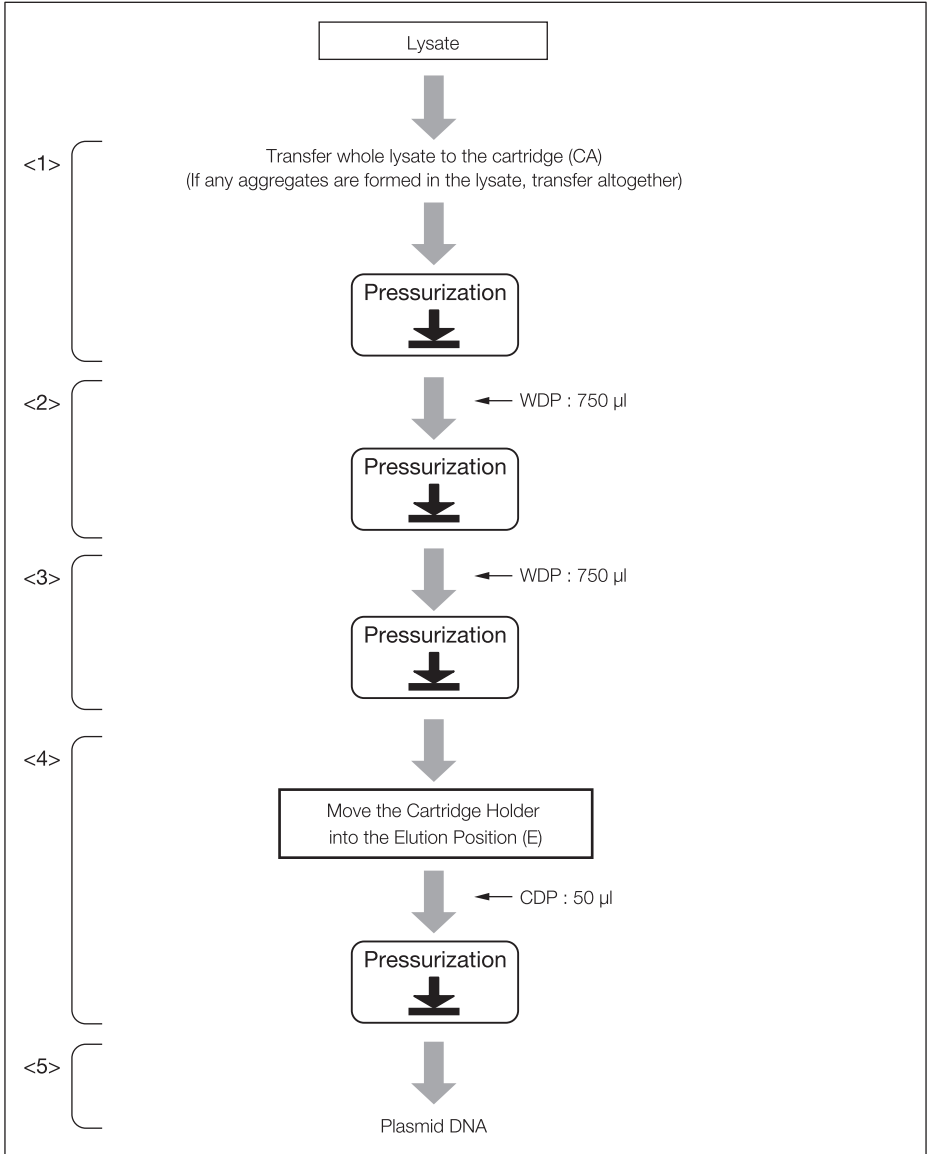 Lysate
<1>
Transfer whole lysate to the cartridge (CA)
(If any aggregates are formed in the lysate, transfer altogether)
Pressurization
<2>
WDP : 750 µl
Pressurization
<3>
WDP : 750 µl
Pressurization
<4>
Move the Cartridge Holder
into the Elution Position (E)
CDP : 50 µl
Pressurization
<5>
Plasmid DNA